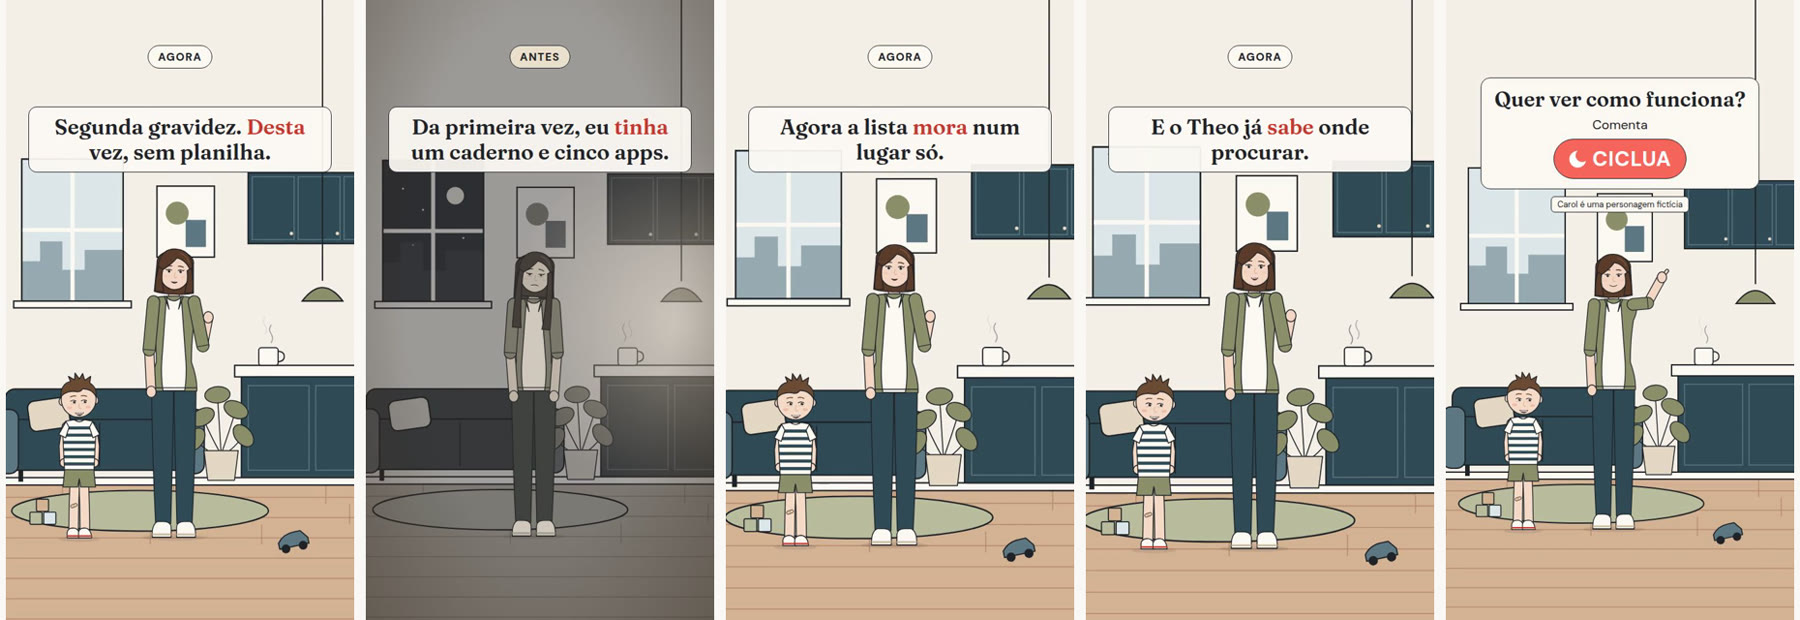 AGORA
Segunda gravidez. Desta
vez, sem planilha.
ANTES
Da primeira vez, eu tinha
um caderno e cinco apps.
AGORA
Agora a lista mora num
lugar só.
AGORA
E o Theo já sabe onde
procurar.
Quer ver como funciona?
Comenta
CICLUA
Carol é uma personagem fictícia